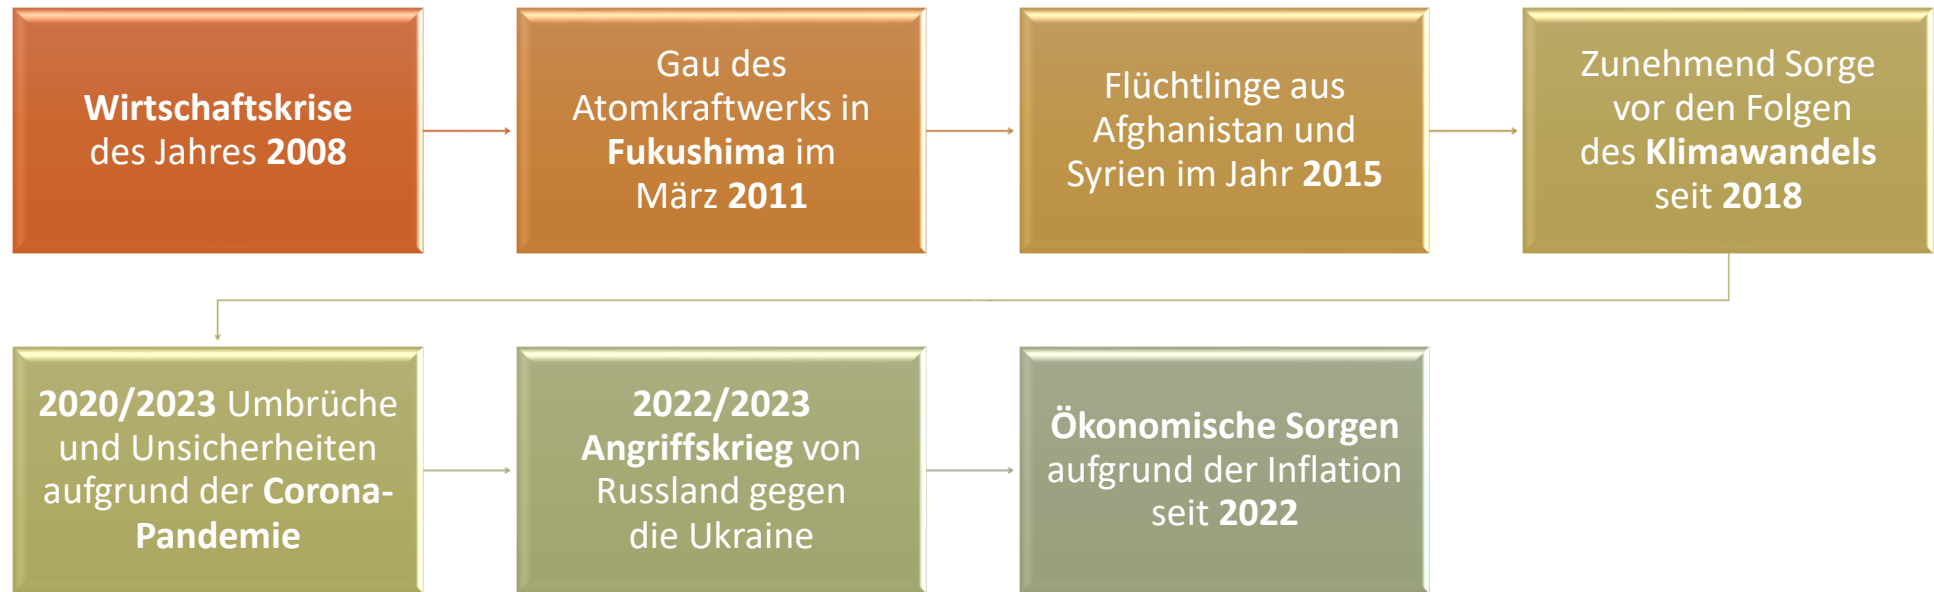 Wirtschaftskrise
des Jahres 2008
Gau des
Atomkraftwerks in
Fukushima im
März 2011
Flüchtlinge aus
Afghanistan und
Syrien im Jahr 2015
Zunehmend Sorge
vor den Folgen
des Klimawandels
seit 2018
2020/2023 Umbrüche
und Unsicherheiten
aufgrund der Corona-
Pandemie
2022/2023
Angriffskrieg von
Russland gegen
die Ukraine
Ökonomische Sorgen
aufgrund der Inflation
seit 2022